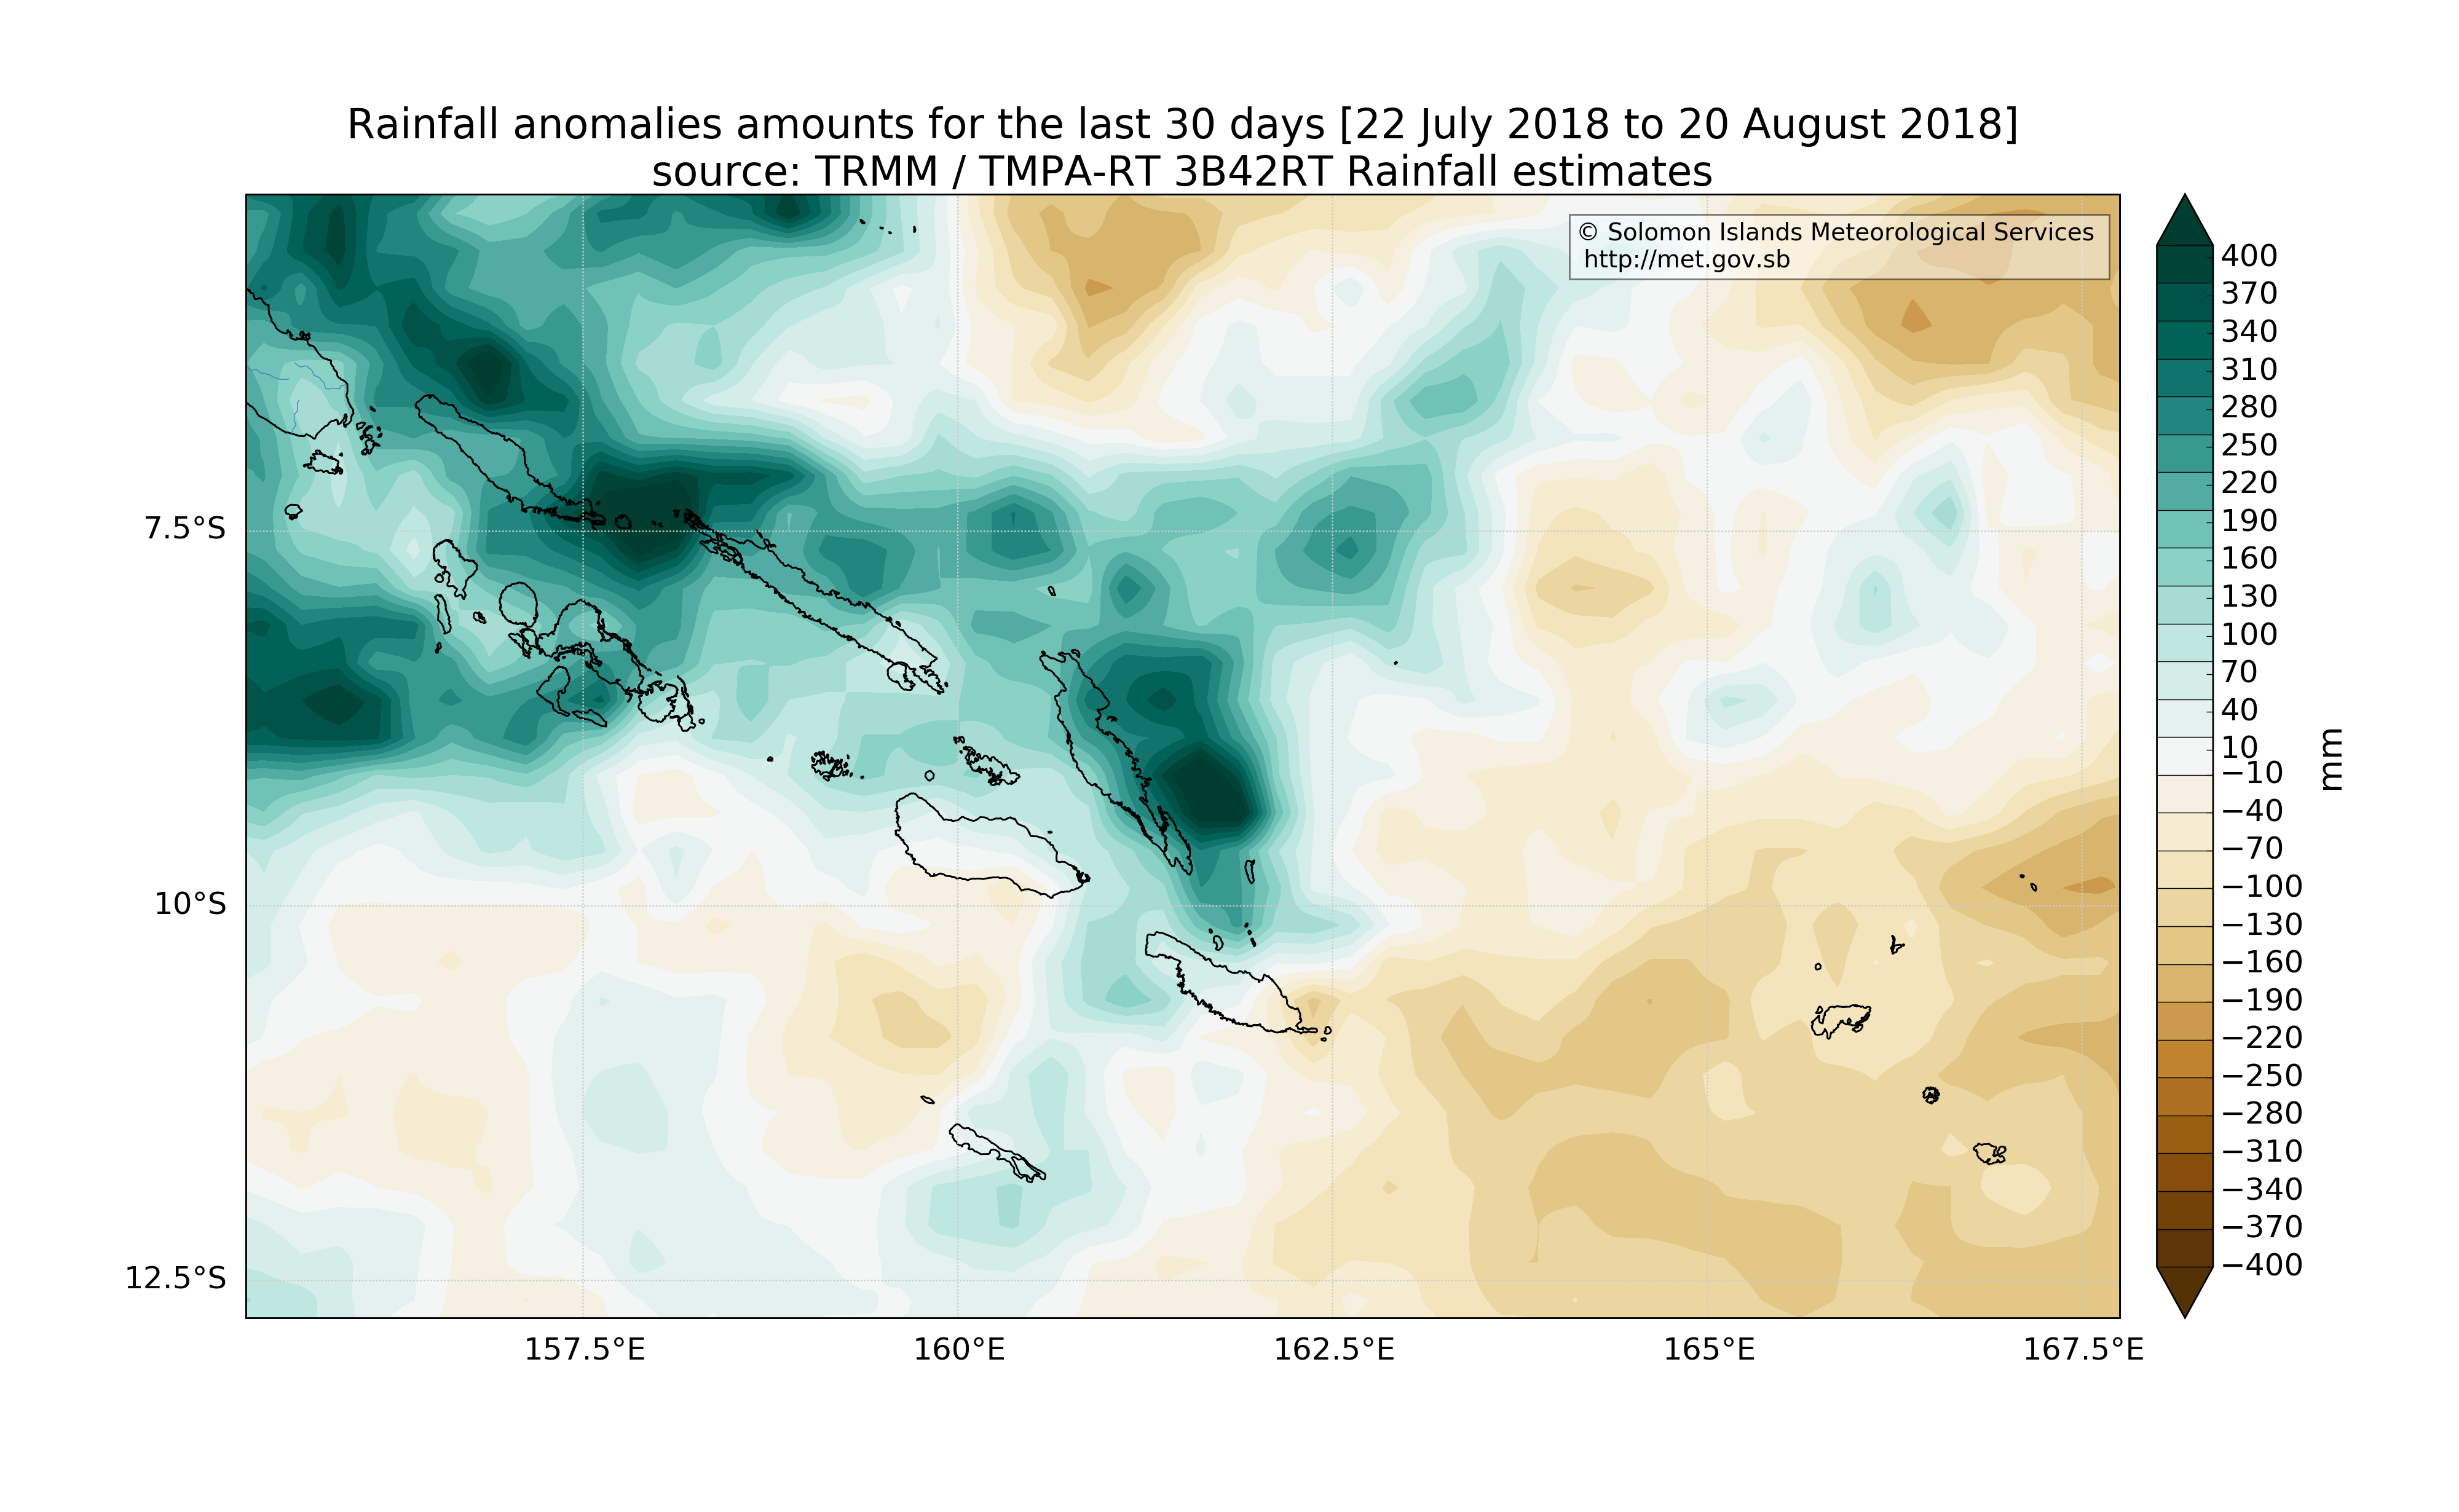 Rainfall anomalies amounts for the last 30 days [22 July 2018 to 20 August 2018]
source: TRMM / TMPA-RT 3B42RT Rainfall estimates
© Solomon Islands Meteorological Services
http://met.gov.sb
7.5°S
10°S
12.5°S
157.5°E
160°E
162.5°E
165°E
167.5°E
400
370
340
310
280
250
220
190
160
130
100
70
40
10
−10
−40
−70
−100
−130
−160
−190
−220
−250
−280
−310
−340
−370
−400
mm